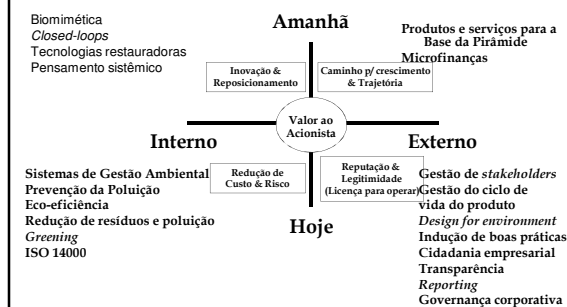 Biomimética
Closed-loops
Tecnologias restauradoras
Pensamento sistêmico
Amanhã
Produtos e serviços para a
Base da Pirâmide
Microfinanças
Inovação &
Reposicionamento
Caminho p/ crescimento
& Trajetória
Valor ao
Acionista
Interno
Externo
Sistemas de Gestão Ambiental
Prevenção da Poluição
Eco-eficiência
Redução de resíduos e poluição
Greening
ISO 14000
Redução de
Custo & Risco
Reputação &
Legitimidade
(Licença para operar)
Hoje
Gestão de stakeholders
Gestão do ciclo de
vida do produto
Design for environment
Indução de boas práticas
Cidadania empresarial
Transparência
Reporting
Governança corporativa